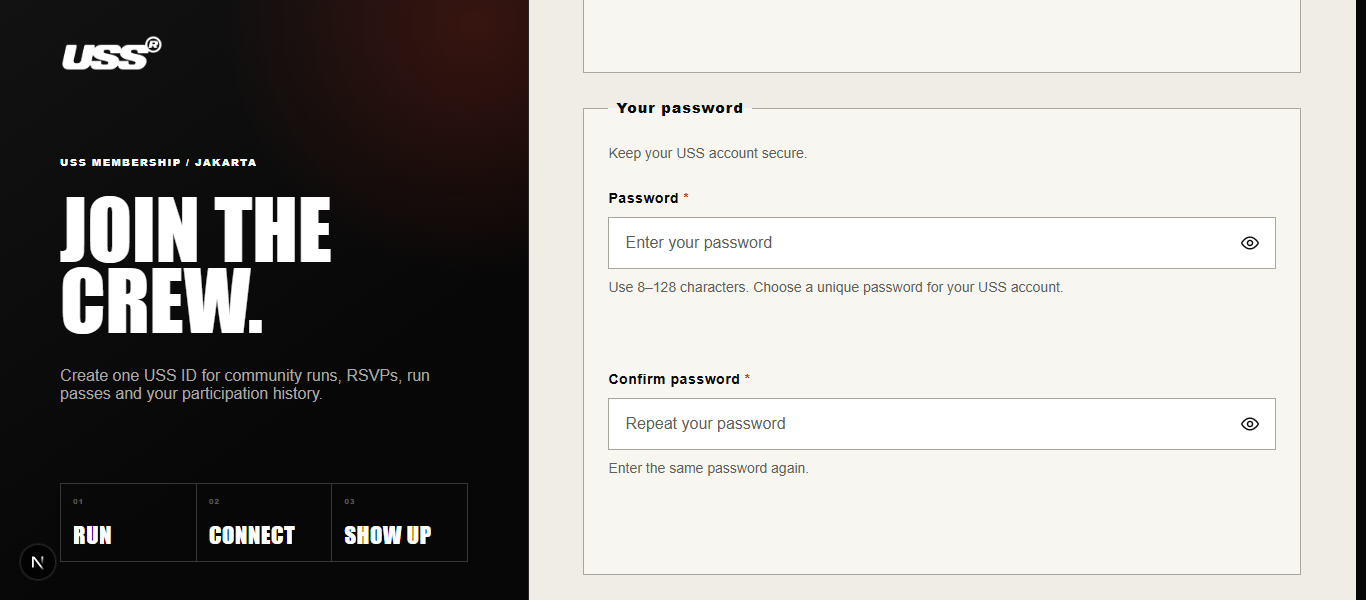 USS®
USS MEMBERSHIP / JAKARTA
JOIN THE
CREW.
Create one USS ID for community runs, RSVPs, run
passes and your participation history.
01
RUN
02
CONNECT
03
SHOW UP
N
Your password
Keep your USS account secure.
Password *
Enter your password
Use 8–128 characters. Choose a unique password for your USS account.
Confirm password *
Repeat your password
Enter the same password again.